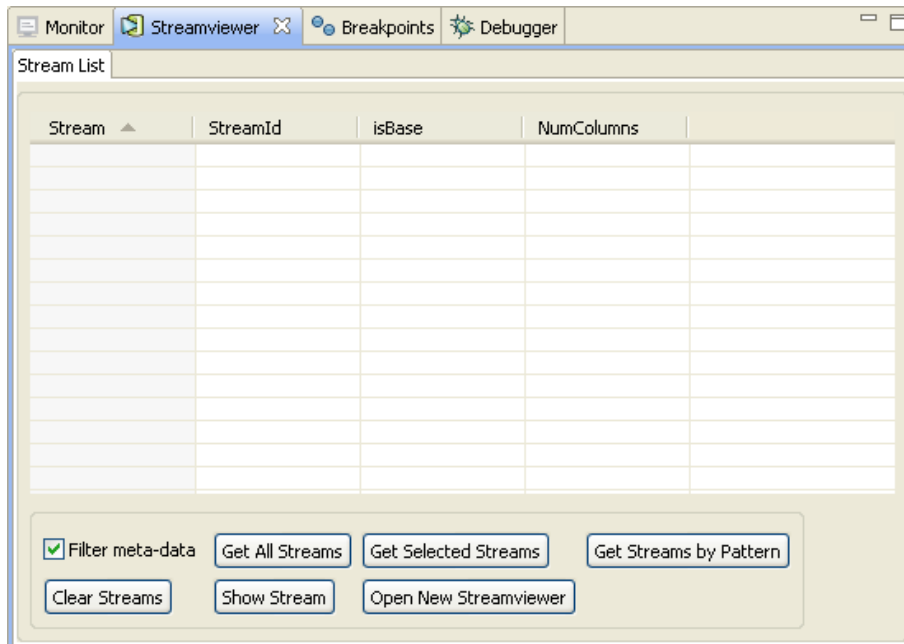 Monitor Streamviewer Breakpoints Debugger
Stream List
Stream StreamId isBase NumColumns
Filter meta-data Get All Streams Get Selected Streams Get Streams by Pattern
Clear Streams Show Stream Open New Streamviewer